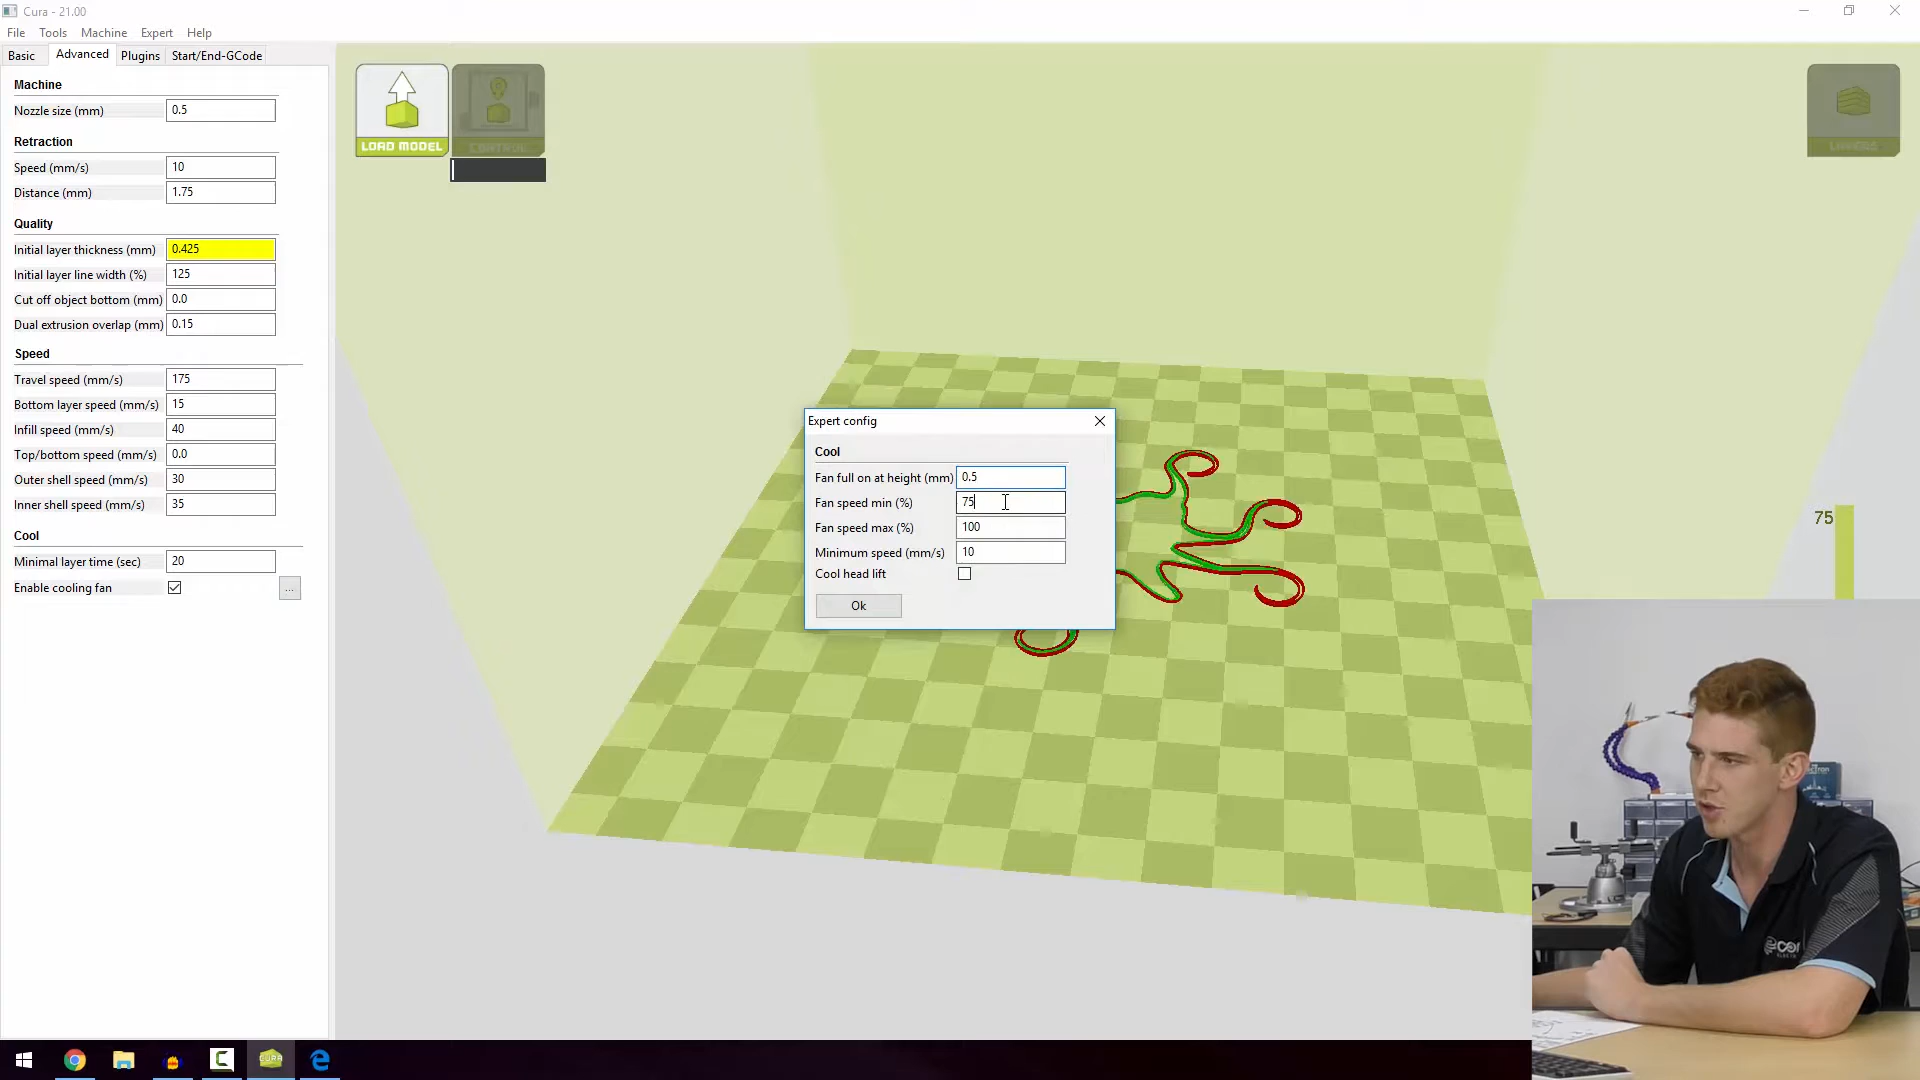 Cura - 21.00
File Tools Machine Expert Help
Basic Advanced Plugins Start/End-GCode
Machine
Nozzle size (mm) 0.5
Retraction
Speed (mm/s) 10
Distance (mm) 1.75
Quality
Initial layer thickness (mm) 0.425
Initial layer line width (%) 125
Cut off object bottom (mm) 0.0
Dual extrusion overlap (mm) 0.15
Speed
Travel speed (mm/s) 175
Bottom layer speed (mm/s) 15
Infill speed (mm/s) 40
Top/bottom speed (mm/s) 0.0
Outer shell speed (mm/s) 30
Inner shell speed (mm/s) 35
Cool
Minimal layer time (sec) 20
Enable cooling fan
...
LOAD MODEL
CONTROL
LAYERS
Expert config
Cool
Fan full on at height (mm) 0.5
Fan speed min (%) 75
Fan speed max (%) 100
Minimum speed (mm/s) 10
Cool head lift
Ok
75
CURA